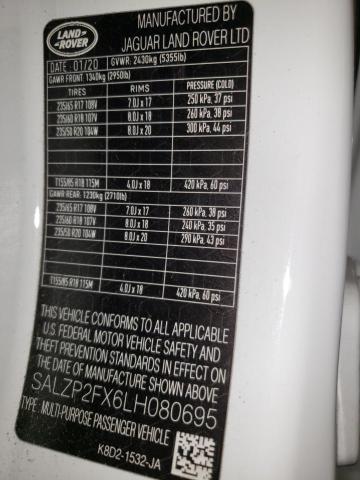 LAND
ROVER
MANUFACTURED BY
JAGUAR LAND ROVER LTD
DATE - 01/20 GVWR: 2430kg (5355lb)
GAWR FRONT: 1340kg (2950lb)
TIRES RIMS PRESSURE (COLD)
235/65 R17 108V 7.0J x 17 250 kPa, 37 psi
235/60 R18 107V 8.0J x 18 260 kPa, 38 psi
235/50 R20 104W 8.0J x 20 300 kPa, 44 psi
T155/85 R18 115M 4.0J x 18 420 kPa, 60 psi
GAWR REAR: 1230kg (2710lb)
235/65 R17 108V 7.0J x 17 260 kPa, 38 psi
235/60 R18 107V 8.0J x 18 240 kPa, 35 psi
235/50 R20 104W 8.0J x 20 290 kPa, 43 psi
T155/85 R18 115M 4.0J x 18 420 kPa, 60 psi
THIS VEHICLE CONFORMS TO ALL APPLICABLE
U.S. FEDERAL MOTOR VEHICLE SAFETY AND
THEFT PREVENTION STANDARDS IN EFFECT ON
THE DATE OF MANUFACTURE SHOWN ABOVE
SALZP2FX6LH080695
TYPE: MULTI-PURPOSE PASSENGER VEHICLE
K8D2-1532-JA